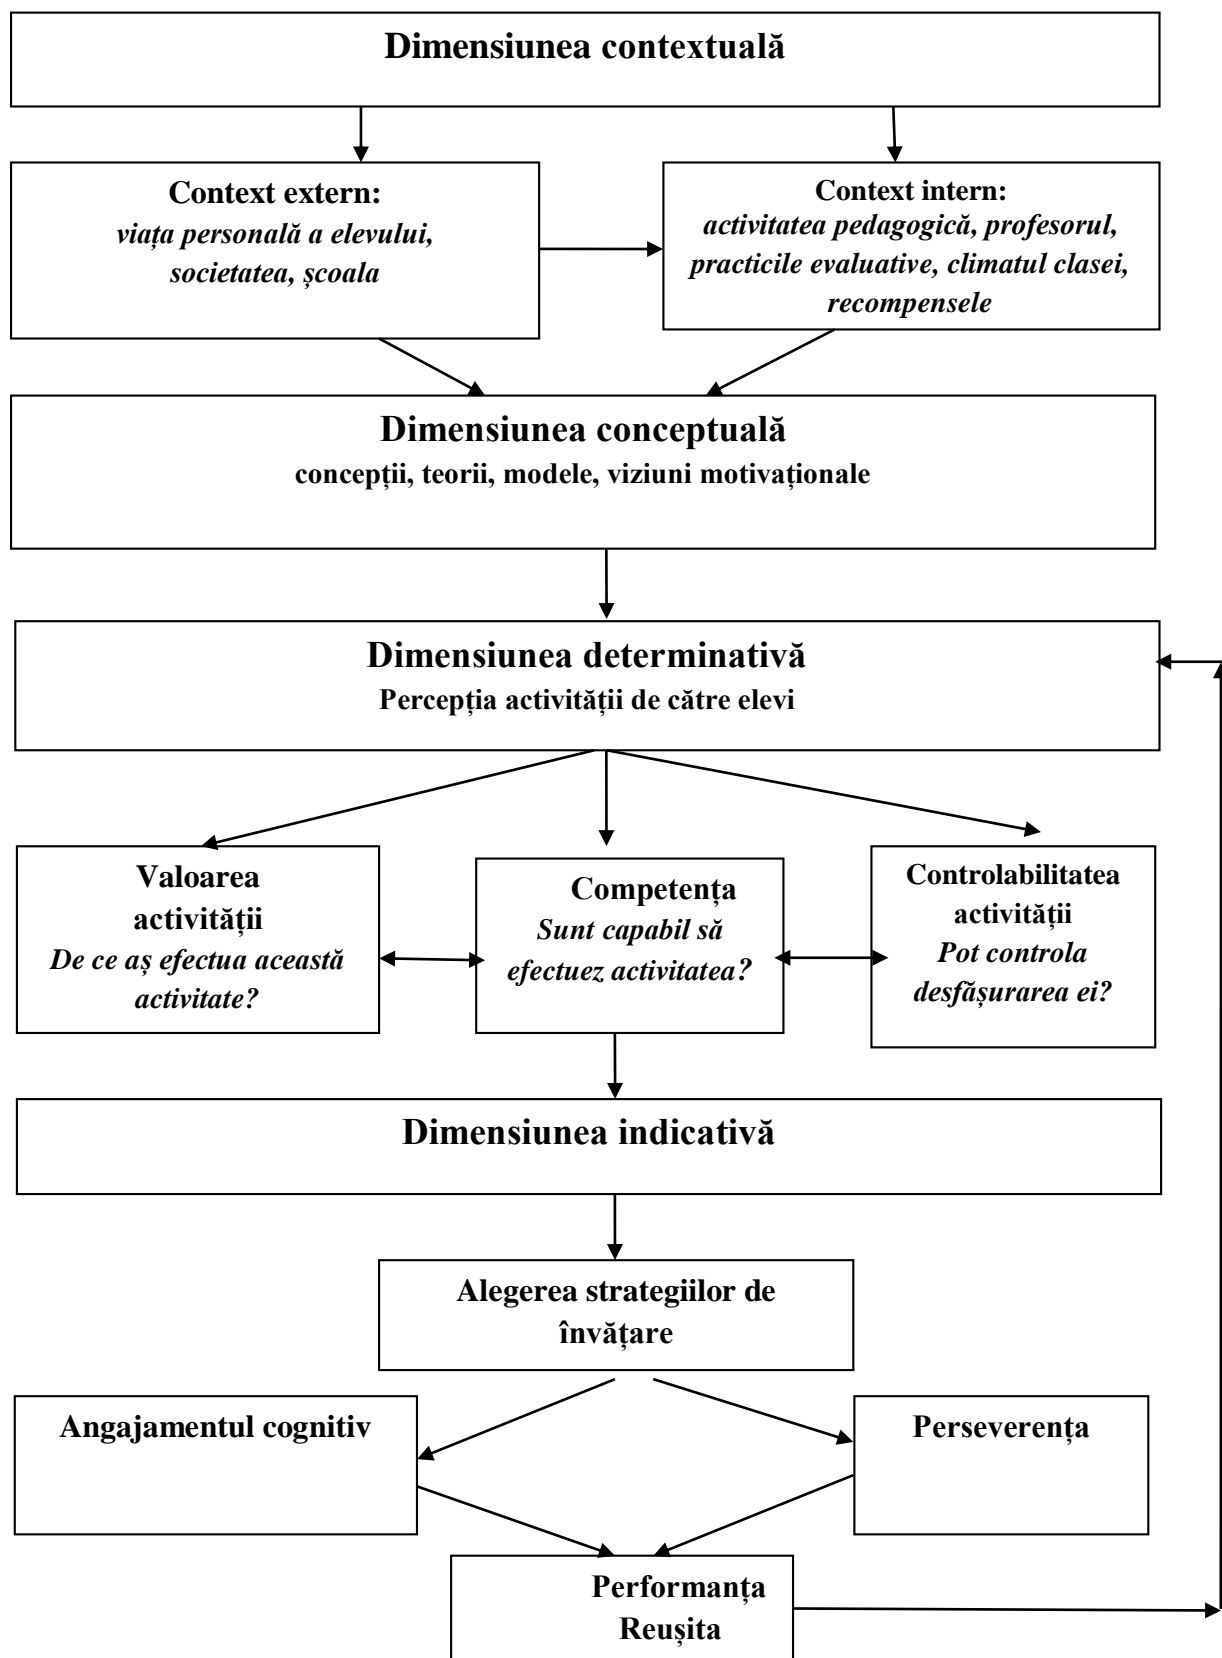 Dimensiunea contextuală
Context extern:
viața personală a elevului,
societatea, școala
Context intern:
activitatea pedagogică, profesorul,
practicile evaluative, climatul clasei,
recompensele
Dimensiunea conceptuală
concepții, teorii, modele, viziuni motivaționale
Dimensiunea determinativă
Percepția activității de către elevi
Valoarea
activității
De ce aș efectua această
activitate?
Competența
Sunt capabil să
efectuez activitatea?
Controlabilitatea
activității
Pot controla
desfășurarea ei?
Dimensiunea indicativă
Alegerea strategiilor de
învățare
Angajamentul cognitiv
Perseverența
Performanța
Reușita